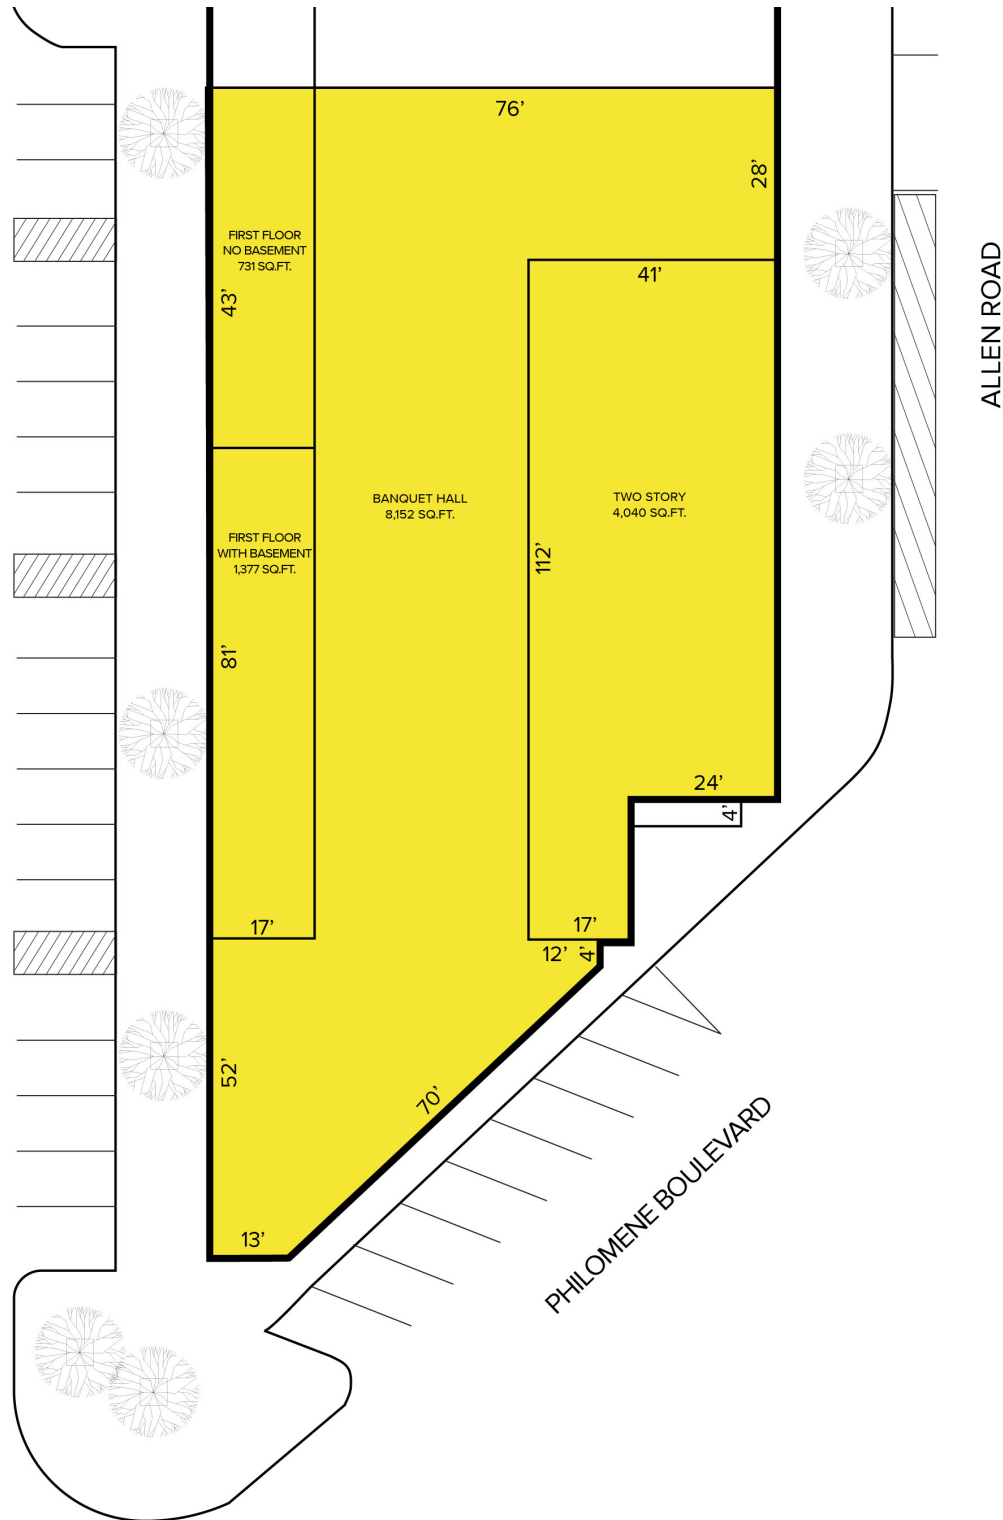 76’
28’
FIRST FLOOR
NO BASEMENT
731 SQ.FT.
41’
43’
ALLEN ROAD
BANQUET HALL
8,152 SQ.FT.
TWO STORY
4,040 SQ.FT.
FIRST FLOOR
WITH BASEMENT
1,377 SQ.FT.
112’
81’
24’
4’
17’
17’
12’
4’
52’
70’
13’
PHILOMENE BOULEVARD